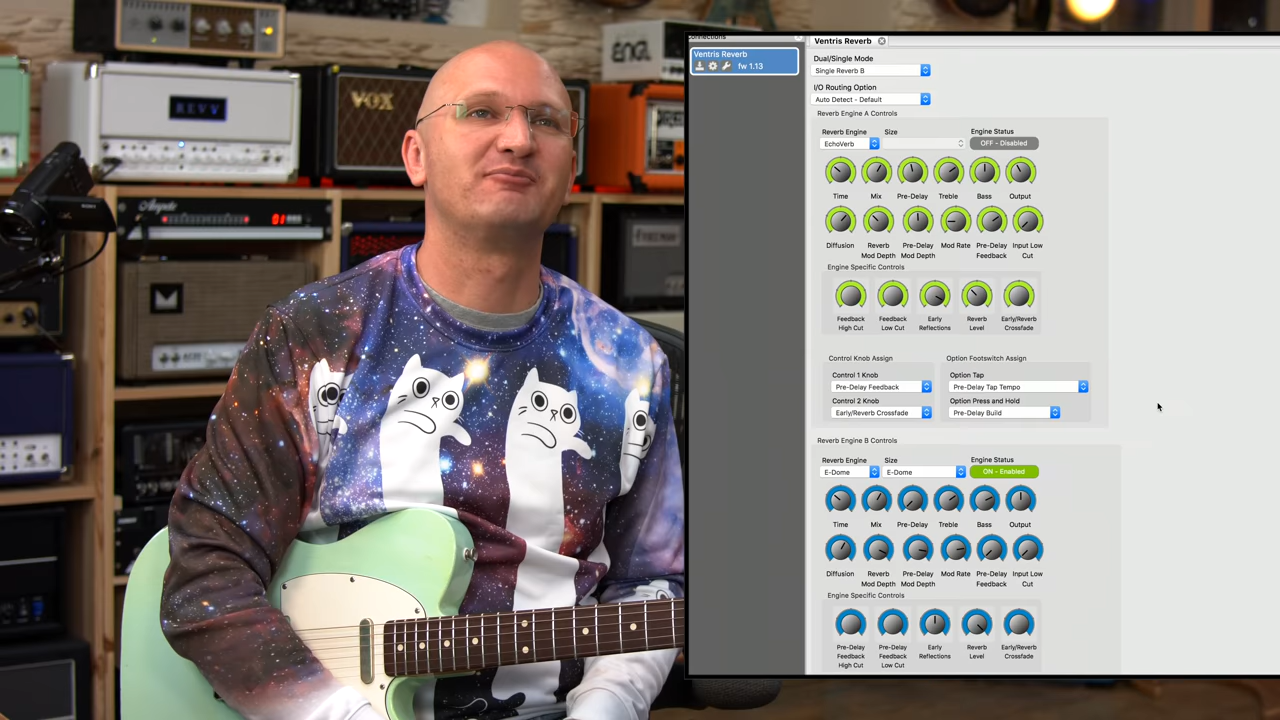 REVV
VOX
ENGL
Ampete
01
M
SONY
FRIEDMAN
Connections
Ventris Reverb
fw 1.13
Ventris Reverb
Dual/Single Mode
Single Reverb B
I/O Routing Option
Auto Detect - Default
Reverb Engine A Controls
Reverb Engine Size Engine Status
EchoVerb OFF - Disabled
Time Mix Pre-Delay Treble Bass Output
Diffusion Reverb Mod Depth Pre-Delay Mod Depth Mod Rate Pre-Delay Feedback Input Low Cut
Engine Specific Controls
Feedback High Cut Feedback Low Cut Early Reflections Reverb Level Early/Reverb Crossfade
Control Knob Assign Option Footswitch Assign
Control 1 Knob Option Tap
Pre-Delay Feedback Pre-Delay Tap Tempo
Control 2 Knob Option Press and Hold
Early/Reverb Crossfade Pre-Delay Build
Reverb Engine B Controls
Reverb Engine Size Engine Status
E-Dome E-Dome ON - Enabled
Time Mix Pre-Delay Treble Bass Output
Diffusion Reverb Mod Depth Pre-Delay Mod Depth Mod Rate Pre-Delay Feedback Input Low Cut
Engine Specific Controls
Pre-Delay Feedback High Cut Pre-Delay Feedback Low Cut Early Reflections Reverb Level Early/Reverb Crossfade